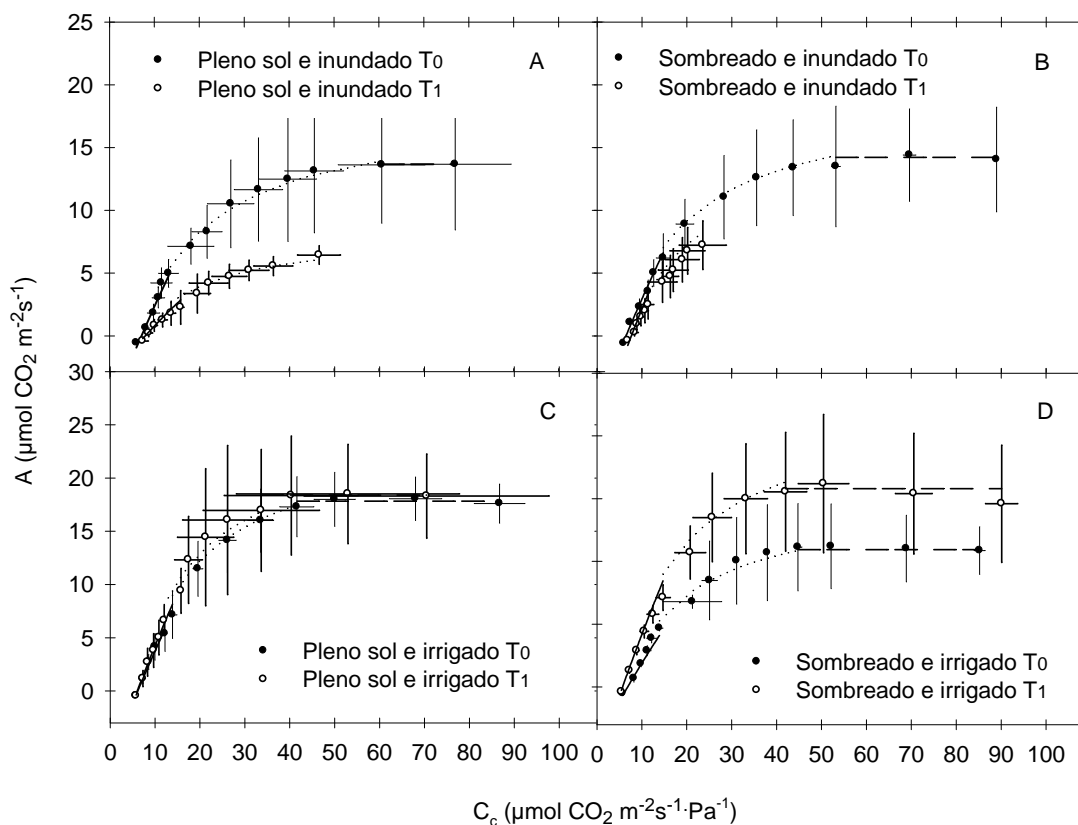 25
20
15
10
5
0
Pleno sol e inundado T0
Pleno sol e inundado T1
A
Sombreado e inundado T0
Sombreado e inundado T1
B
A (µmol CO2 m-2s-1)
30
25
20
15
10
5
0
C
Pleno sol e irrigado T0
Pleno sol e irrigado T1
D
Sombreado e irrigado T0
Sombreado e irrigado T1
0 10 20 30 40 50 60 70 80 90 0 10 20 30 40 50 60 70 80 90 100
Cc (µmol CO2 m-2s-1·Pa-1)